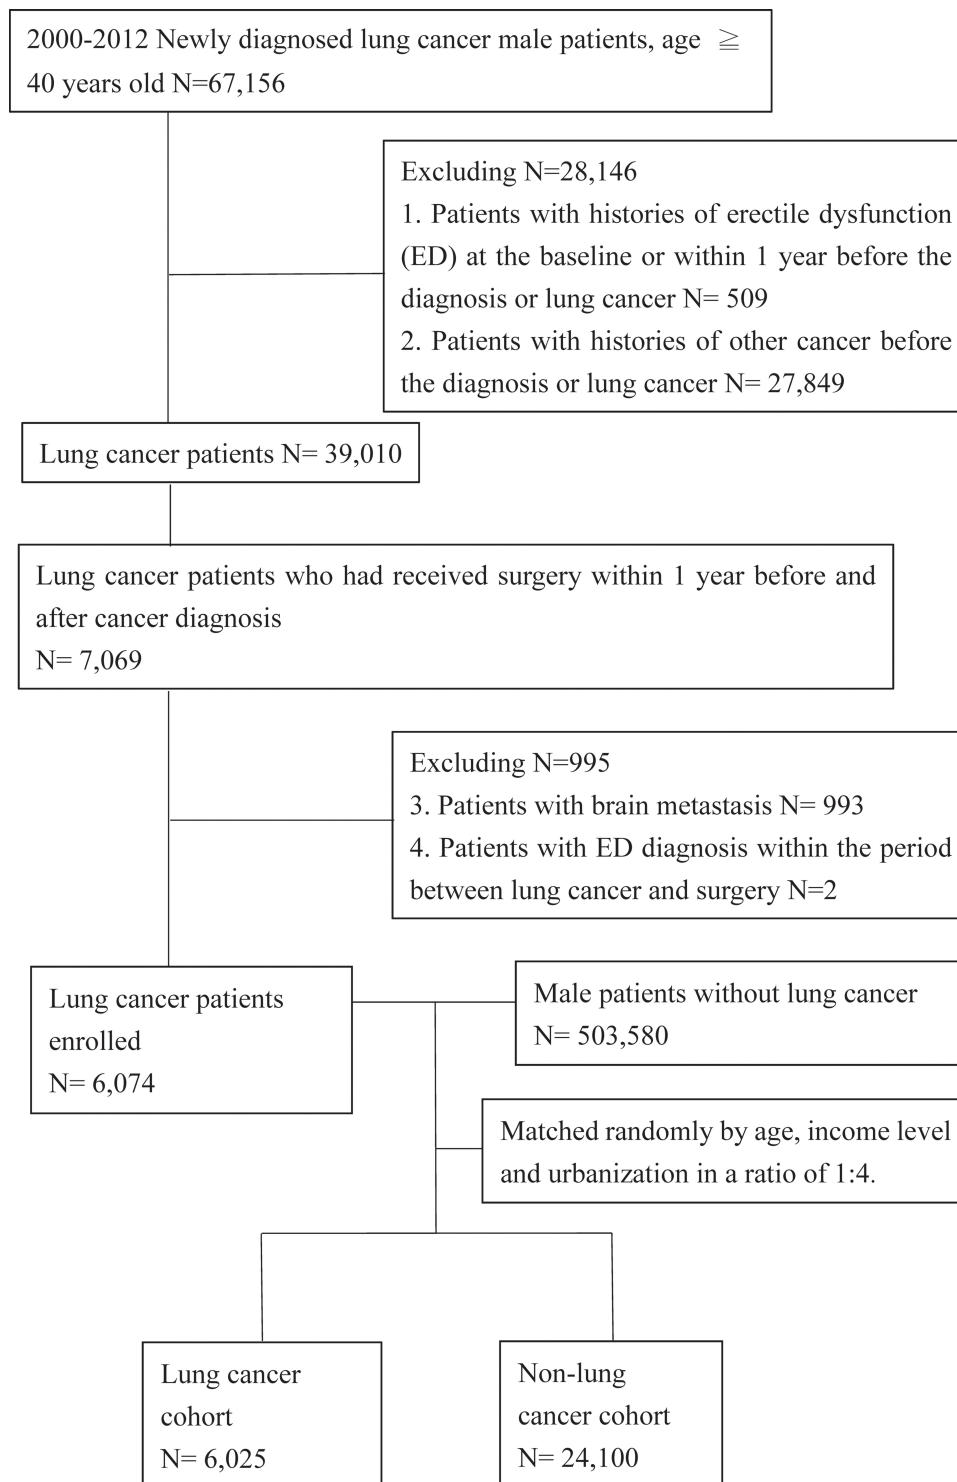 2000-2012 Newly diagnosed lung cancer male patients, age ≧
40 years old N=67,156
Excluding N=28,146
1. Patients with histories of erectile dysfunction
(ED) at the baseline or within 1 year before the
diagnosis or lung cancer N= 509
2. Patients with histories of other cancer before
the diagnosis or lung cancer N= 27,849
Lung cancer patients N= 39,010
Lung cancer patients who had received surgery within 1 year before and
after cancer diagnosis
N= 7,069
Excluding N=995
3. Patients with brain metastasis N= 993
4. Patients with ED diagnosis within the period
between lung cancer and surgery N=2
Lung cancer patients
enrolled
N= 6,074
Male patients without lung cancer
N= 503,580
Matched randomly by age, income level
and urbanization in a ratio of 1:4.
Lung cancer
cohort
N= 6,025
Non-lung
cancer cohort
N= 24,100